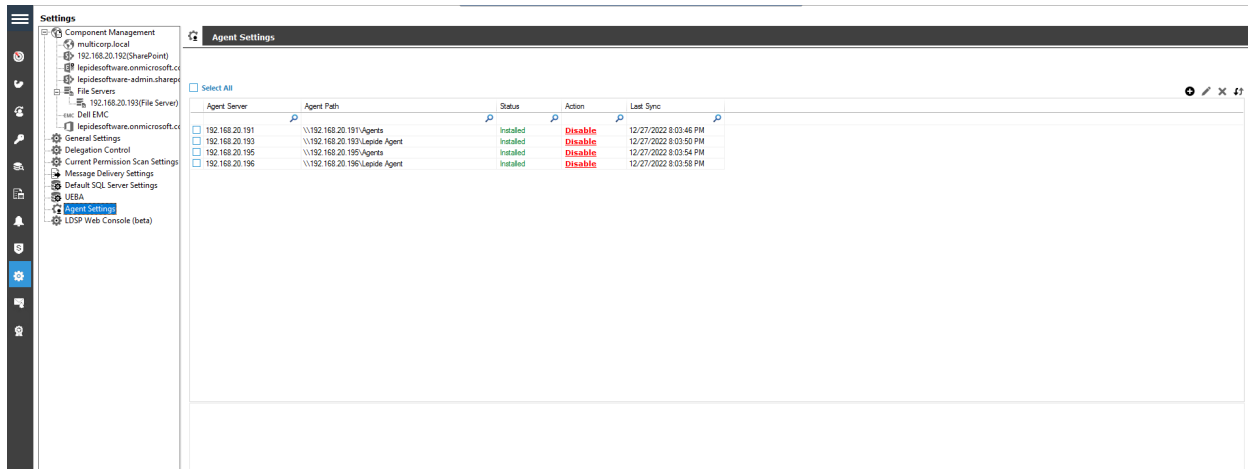 Settings
Component Management
multicorp.local
192.168.20.192(SharePoint)
lepidesoftware.onmicrosoft.cc
lepidesoftware-admin.sharepc
File Servers
192.168.20.193(File Server)
EMC Dell EMC
lepidesoftware.onmicrosoft.cc
General Settings
Delegation Control
Current Permission Scan Settings
Message Delivery Settings
Default SQL Server Settings
UEBA
Agent Settings
LDSP Web Console (beta)
Agent Settings
Select All
Agent Server Agent Path Status Action Last Sync
192.168.20.191 \\192.168.20.191\Agents Installed Disable 12/27/2022 8:03:46 PM
192.168.20.193 \\192.168.20.193\Lepide Agent Installed Disable 12/27/2022 8:03:50 PM
192.168.20.195 \\192.168.20.195\Agents Installed Disable 12/27/2022 8:03:54 PM
192.168.20.196 \\192.168.20.196\Lepide Agent Installed Disable 12/27/2022 8:03:58 PM